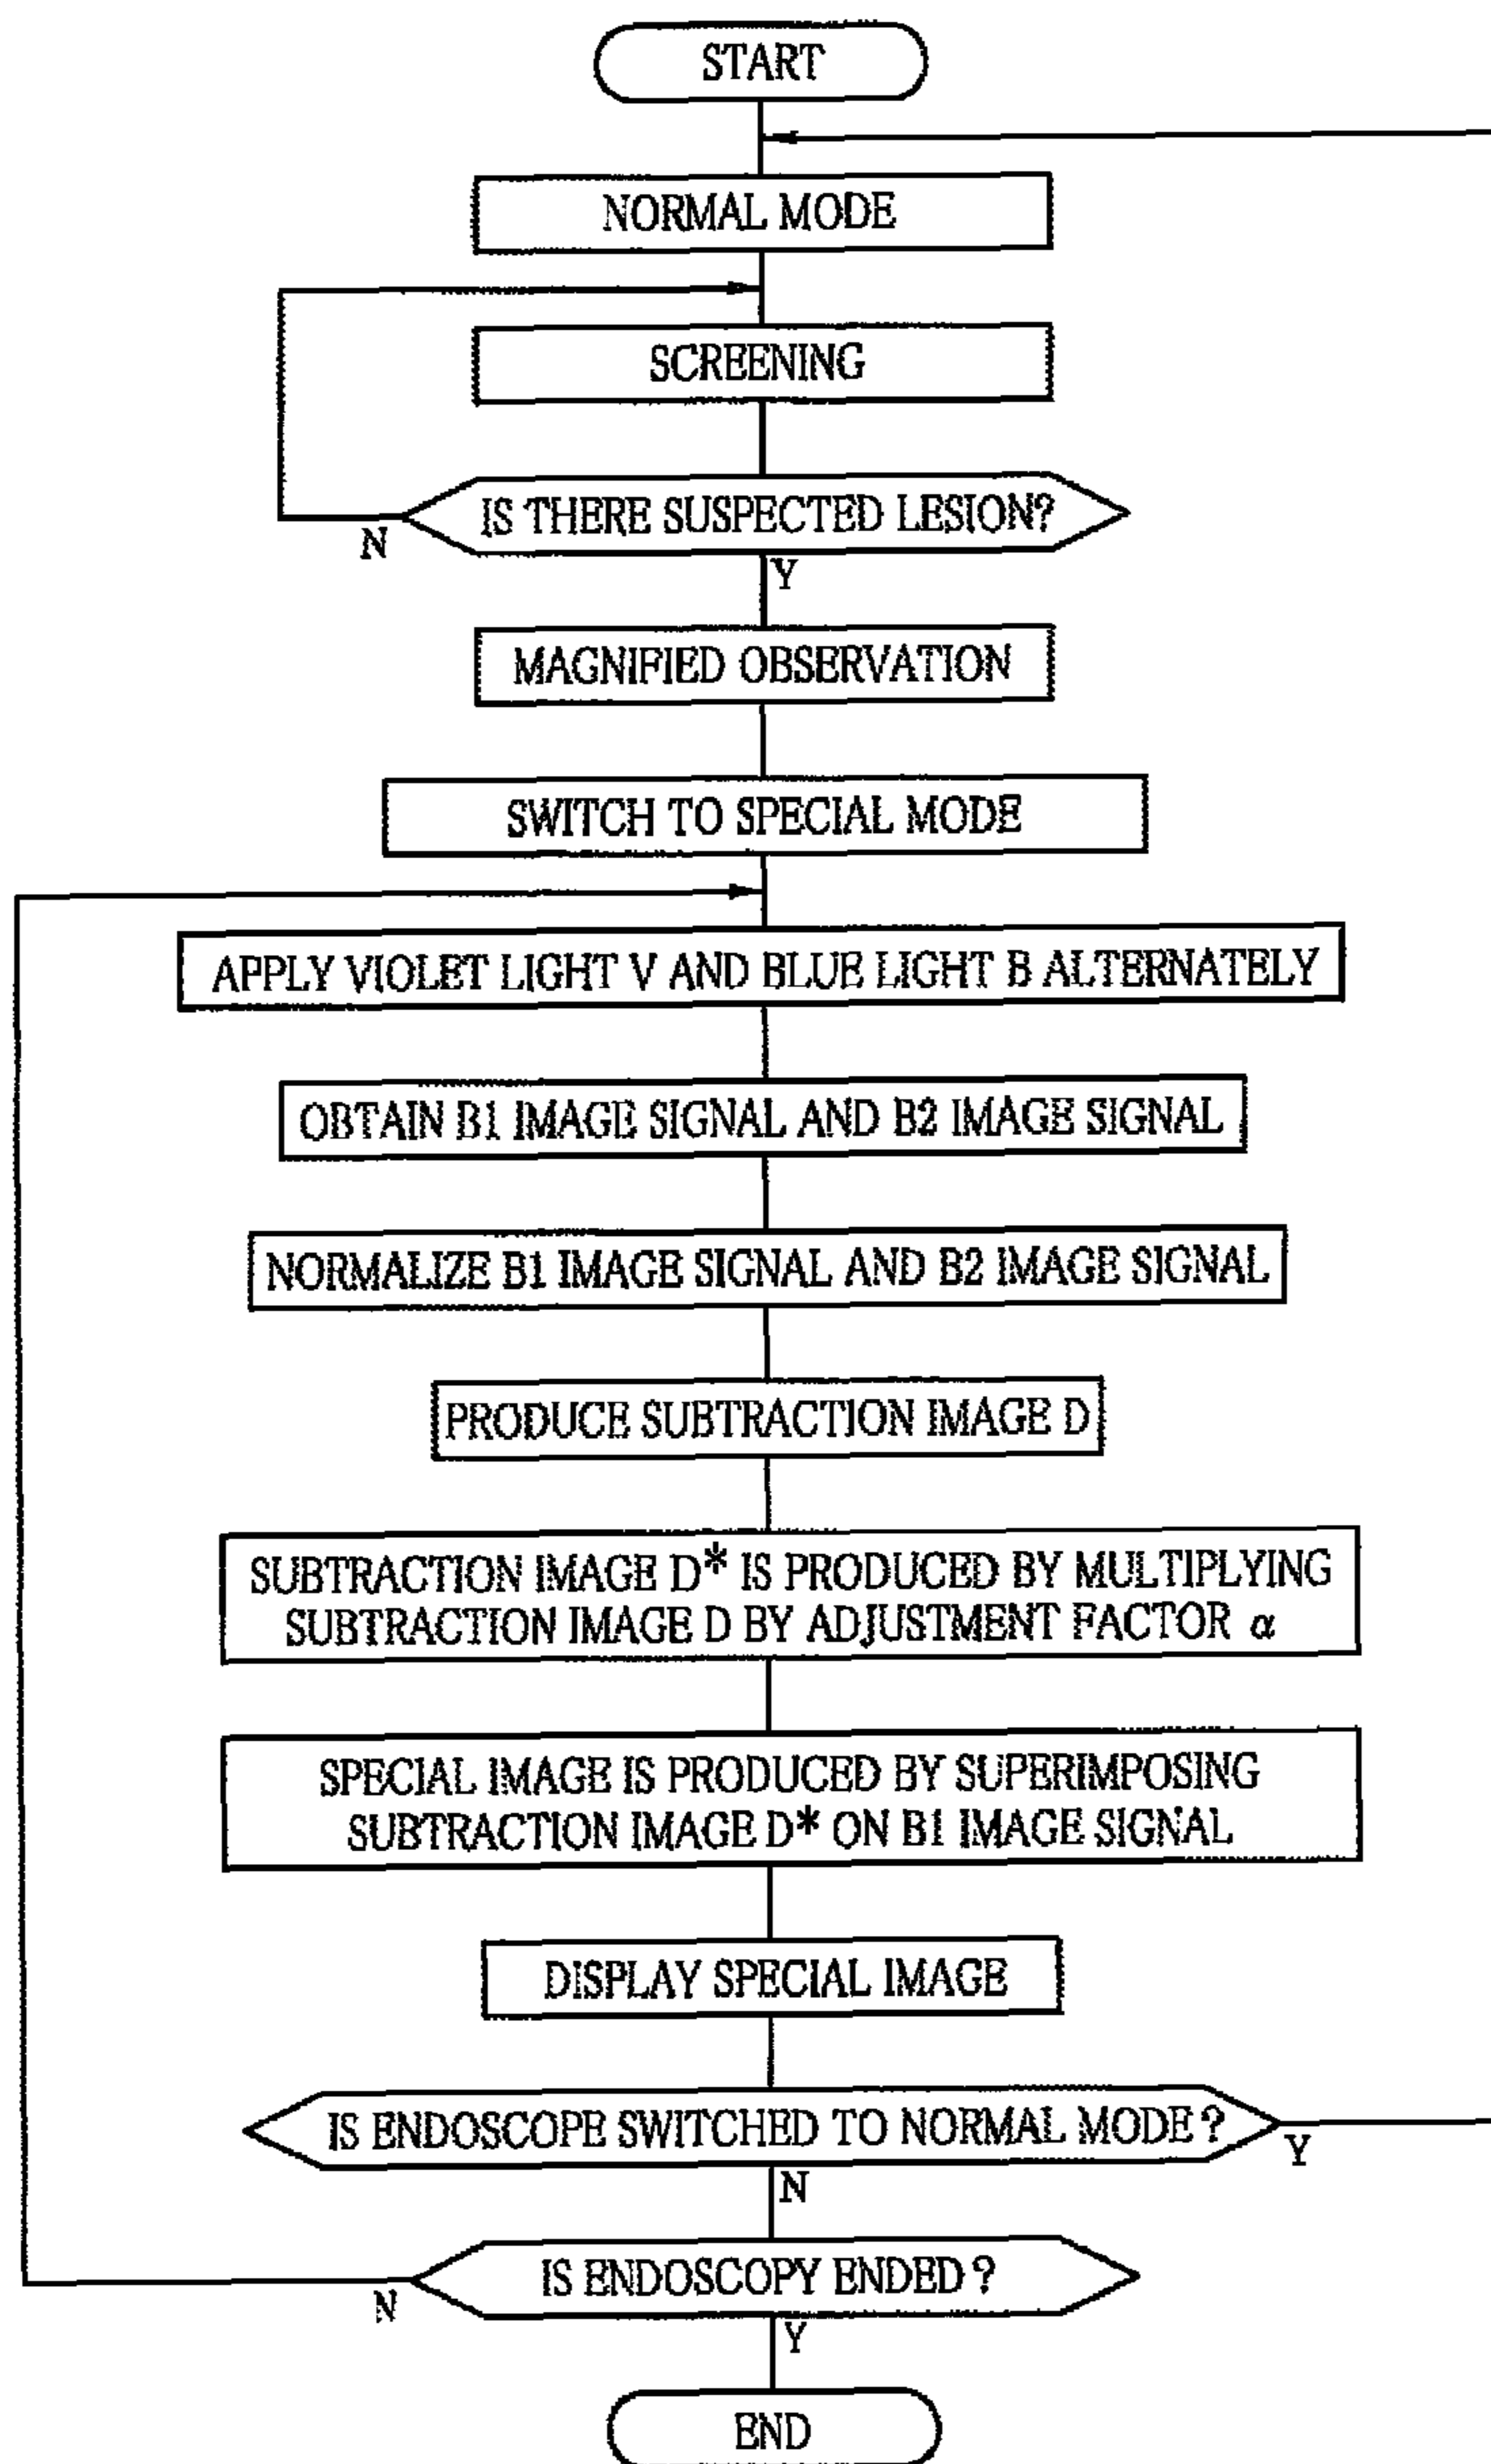 START
NORMAL MODE
SCREENING
IS THERE SUSPECTED LESION?
N
Y
MAGNIFIED OBSERVATION
SWITCH TO SPECIAL MODE
APPLY VIOLET LIGHT V AND BLUE LIGHT B ALTERNATELY
OBTAIN B1 IMAGE SIGNAL AND B2 IMAGE SIGNAL
NORMALIZE B1 IMAGE SIGNAL AND B2 IMAGE SIGNAL
PRODUCE SUBTRACTION IMAGE D
SUBTRACTION IMAGE D* IS PRODUCED BY MULTIPLYING
SUBTRACTION IMAGE D BY ADJUSTMENT FACTOR α
SPECIAL IMAGE IS PRODUCED BY SUPERIMPOSING
SUBTRACTION IMAGE D* ON B1 IMAGE SIGNAL
DISPLAY SPECIAL IMAGE
IS ENDOSCOPE SWITCHED TO NORMAL MODE ?
Y
N
IS ENDOSCOPY ENDED ?
N
Y
END